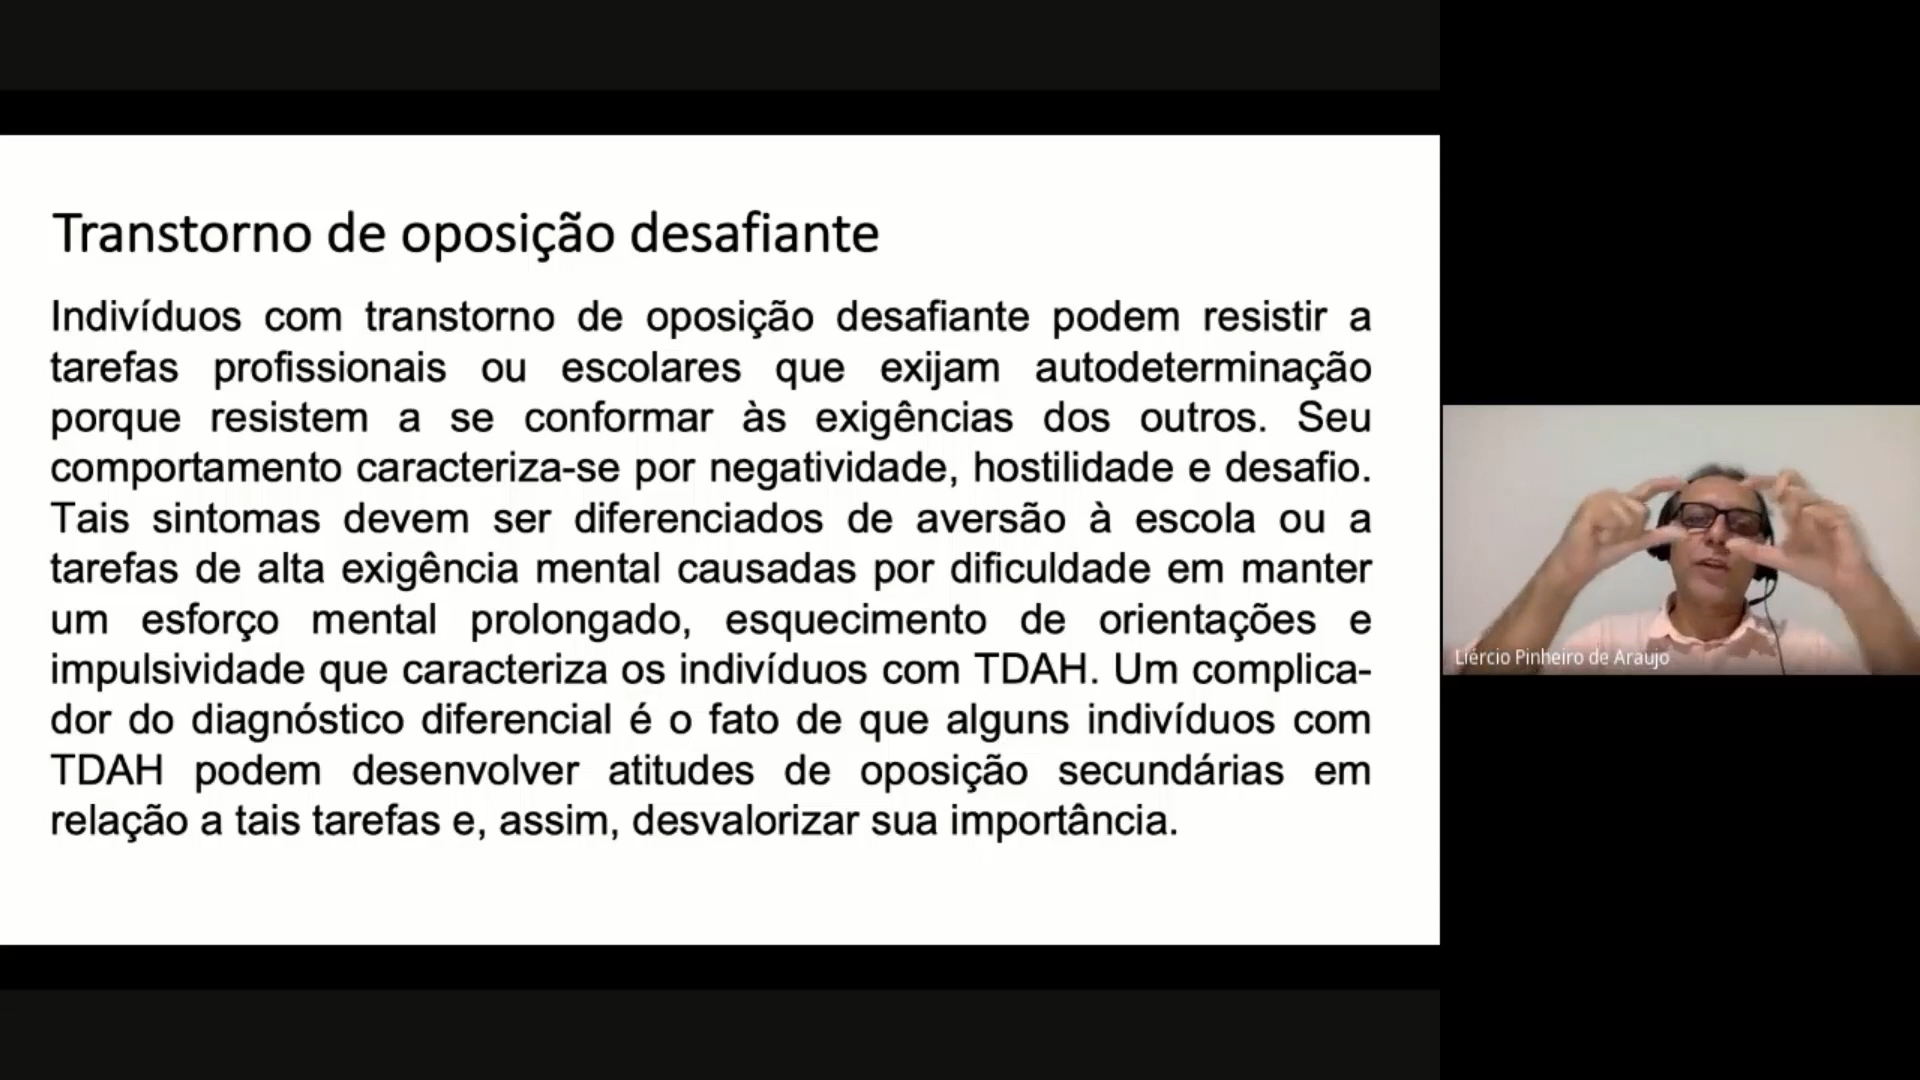 Transtorno de oposição desafiante
Indivíduos com transtorno de oposição desafiante podem resistir a
tarefas profissionais ou escolares que exijam autodeterminação
porque resistem a se conformar às exigências dos outros. Seu
comportamento caracteriza-se por negatividade, hostilidade e desafio.
Tais sintomas devem ser diferenciados de aversão à escola ou a
tarefas de alta exigência mental causadas por dificuldade em manter
um esforço mental prolongado, esquecimento de orientações e
impulsividade que caracteriza os indivíduos com TDAH. Um complica-
dor do diagnóstico diferencial é o fato de que alguns indivíduos com
TDAH podem desenvolver atitudes de oposição secundárias em
relação a tais tarefas e, assim, desvalorizar sua importância.
Liércio Pinheiro de Araujo